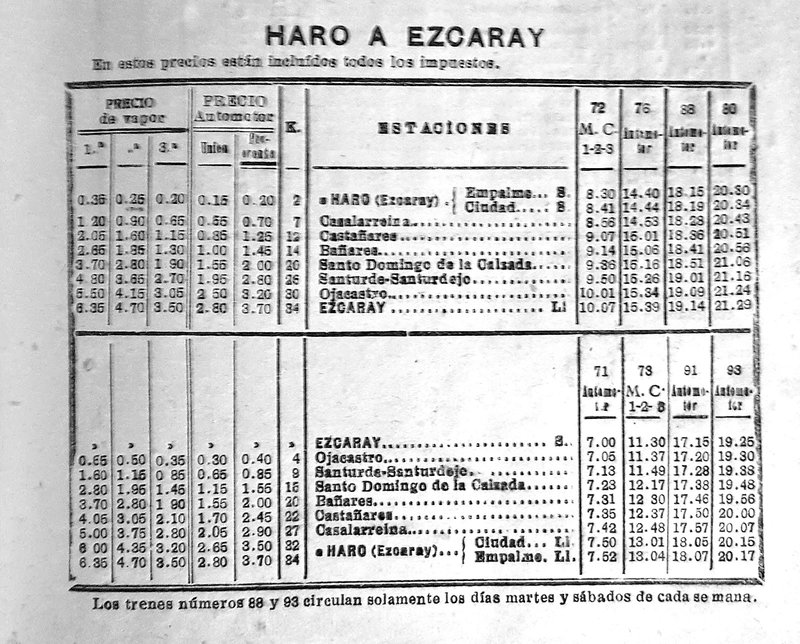 HARO A EZCARAY
En estos precios están incluídos todos los impuestos.
PRECIO de vapor PRECIO Automotor K. ESTACIONES 72 76 88 80
1.ª .ª 3.ª Unica M. C. 1-2-3 Automotor Automotor Automotor
0.35 0.25 0.20 0.15 0.20 2 HARO (Ezcaray) Empalme... S. 8.30 14.40 18.15 20.30
Ciudad..... S 8.41 14.44 18.19 20.34
1 20 0.90 0.65 0.55 0.70 7 Casalarreina 8.56 14.53 18.28 20.43
2.05 1.60 1.15 0.85 1.25 12 Castañares 9.07 15.01 18.36 20.51
2.65 1.95 1.30 1.00 1.45 14 Bañares 9.14 15.06 18.41 20.56
3.70 2.80 1 90 1.55 2 00 20 Santo Domingo de la Calzada 9.36 15.16 18.51 21.06
4.90 3.65 2.70 1.95 2.80 26 Santurde-Santurdejo 9.50 15.26 19.01 21.16
5.50 4.15 3.05 2 50 3.20 30 Ojacastro 10.01 15.34 19.09 21.24
6.35 4.70 3.50 2.80 3.70 34 EZCARAY Ll 10.07 15.39 19.14 21.29
71 73 91 93
Automotor M. C. 1-2-3 Automotor Automotor
» » » » » » EZCARAY S. 7.00 11.30 17.15 19.25
0.65 0.50 0.35 0.30 0.40 4 Ojacastro 7.05 11.37 17.20 19.30
1.60 1.15 0 85 0.65 0.85 9 Santurde-Santurdejo 7.13 11.49 17.28 19.38
2.80 1.95 1.45 1.15 1.55 15 Santo Domingo de la Calzada 7.23 12.17 17.38 19.48
3.70 2.80 1 90 1.55 2.00 20 Bañares 7.31 12 30 17.46 19.56
4.05 3.05 2.10 1.70 2.45 22 Castañares 7.35 12.37 17.50 20.00
5.00 3.75 2.80 2.05 2.90 27 Casalarreina 7.42 12.48 17.57 20.07
6 00 4.35 3.20 2.65 3.50 32 HARO (Ezcaray)... Ciudad... Ll. 7.50 13.01 18.05 20.15
6.35 4.70 3.50 2.80 3.70 34 Empalme. Ll. 7.52 13.04 18.07 20.17
Los trenes números 88 y 93 circulan solamente los días martes y sábados de cada semana.